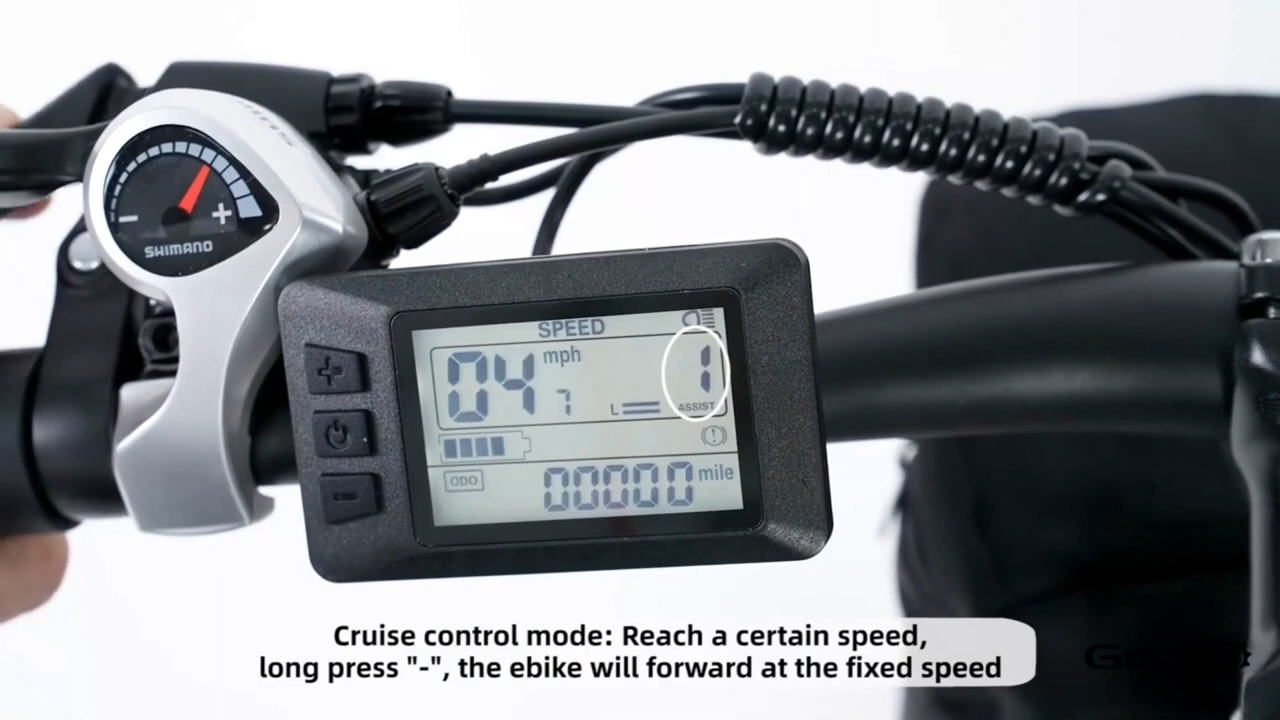 SHIMANO
SPEED
04 mph
7
L
1
ASSIST
ODO
00000 mile
Cruise control mode: Reach a certain speed,
long press "-", the ebike will forward at the fixed speed